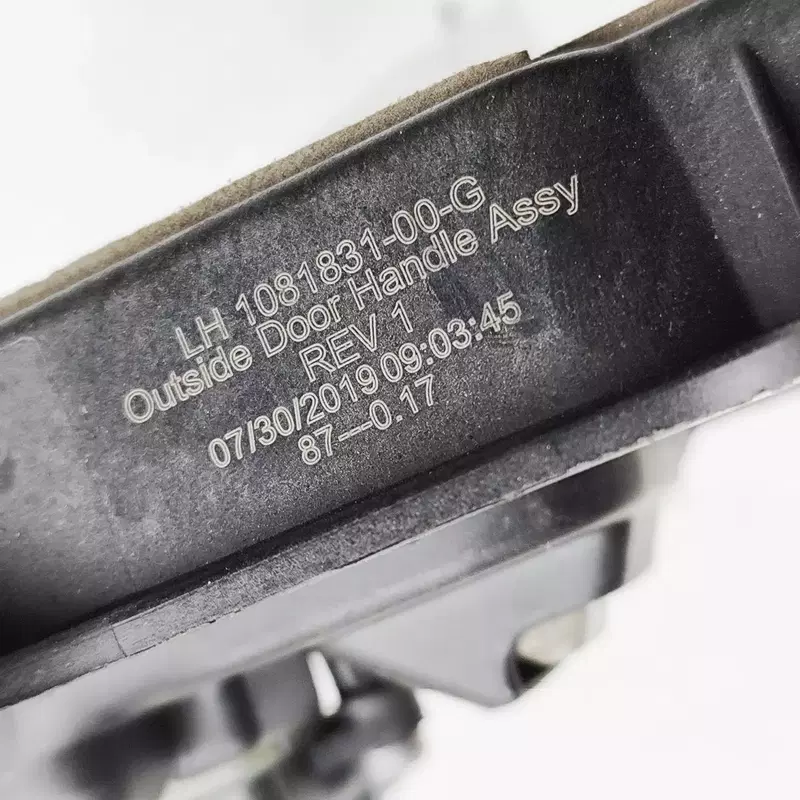 LH 1081831-00-G
Outside Door Handle Assy
REV 1
07/30/2019 09:03:45
87---0.17